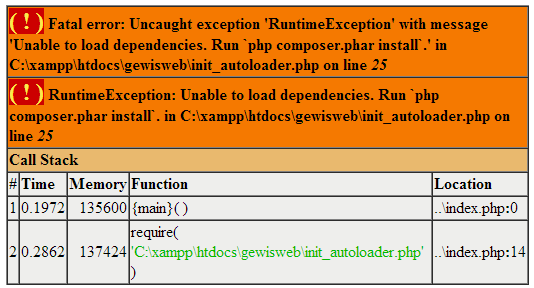 ( ! ) Fatal error: Uncaught exception 'RuntimeException' with message
'Unable to load dependencies. Run `php composer.phar install`.' in
C:\xampp\htdocs\gewisweb\init_autoloader.php on line 25
( ! ) RuntimeException: Unable to load dependencies. Run `php
composer.phar install`. in C:\xampp\htdocs\gewisweb\init_autoloader.php on
line 25
Call Stack
# Time Memory Function Location
1 0.1972 135600 {main}( ) ..\index.php:0
2 0.2862 137424 require( 'C:\xampp\htdocs\gewisweb\init_autoloader.php' ) ..\index.php:14